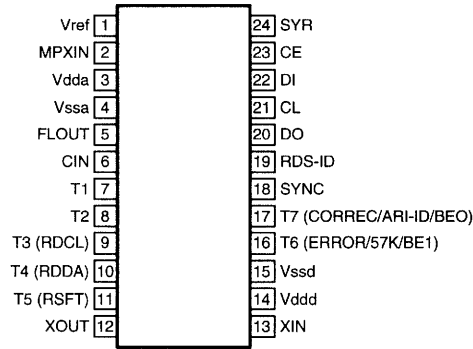 Vref 1 24 SYR
MPXIN 2 23 CE
Vdda 3 22 DI
Vssa 4 21 CL
FLOUT 5 20 DO
CIN 6 19 RDS-ID
T1 7 18 SYNC
T2 8 17 T7 (CORREC/ARI-ID/BEO)
T3 (RDCL) 9 16 T6 (ERROR/57K/BE1)
T4 (RDDA) 10 15 Vssd
T5 (RSFT) 11 14 Vddd
XOUT 12 13 XIN